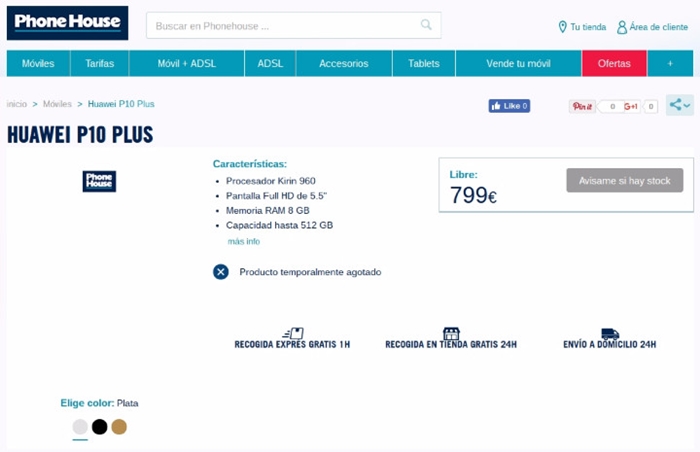 Phone House
Buscar en Phonehouse ...
Tu tienda
Área de cliente
Móviles
Tarifas
Móvil + ADSL
ADSL
Accesorios
Tablets
Vende tu móvil
Ofertas
+
inicio > Móviles > Huawei P10 Plus
Like 0
Pin it 0
G+1 0
HUAWEI P10 PLUS
Phone
House
Características:
Procesador Kirin 960
Pantalla Full HD de 5.5"
Memoria RAM 8 GB
Capacidad hasta 512 GB
más info
Libre:
799€
Avísame si hay stock
Producto temporalmente agotado
RECOGIDA EXPRÉS GRATIS 1H
RECOGIDA EN TIENDA GRATIS 24H
ENVÍO A DOMICILIO 24H
Elige color: Plata